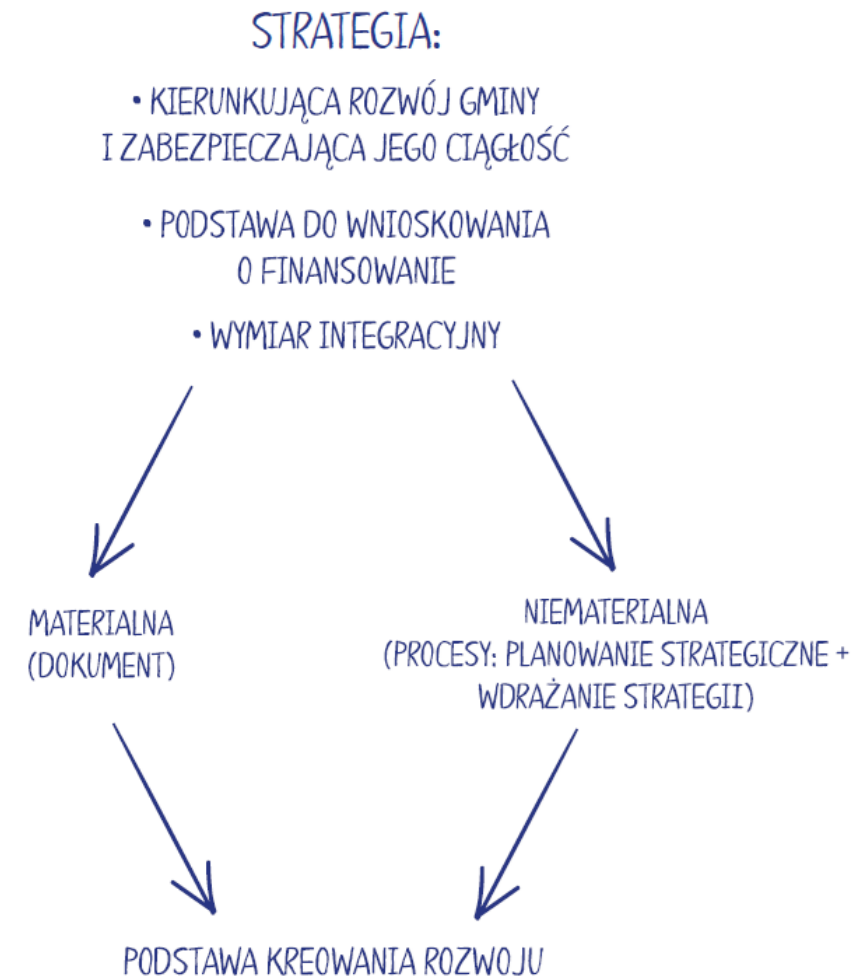 STRATEGIA:
• KIERUNKUJĄCA ROZWÓJ GMINY
I ZABEZPIECZAJĄCA JEGO CIĄGŁOŚĆ
• PODSTAWA DO WNIOSKOWANIA
O FINANSOWANIE
• WYMIAR INTEGRACYJNY
MATERIALNA
(DOKUMENT)
NIEMATERIALNA
(PROCESY: PLANOWANIE STRATEGICZNE +
WDRAŻANIE STRATEGII)
PODSTAWA KREOWANIA ROZWOJU